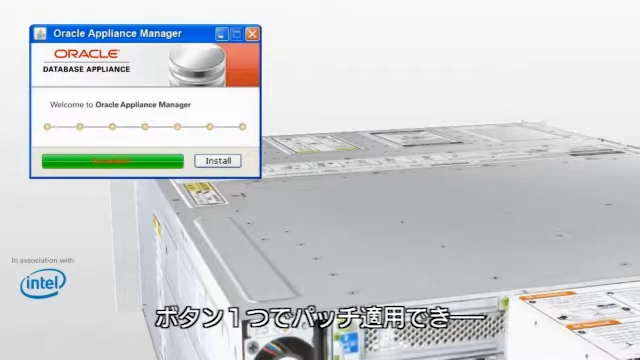 Oracle Appliance Manager
ORACLE
DATABASE APPLIANCE
Welcome to Oracle Appliance Manager
Install
In association with
intel
ボタン1つでパッチ適用でき―